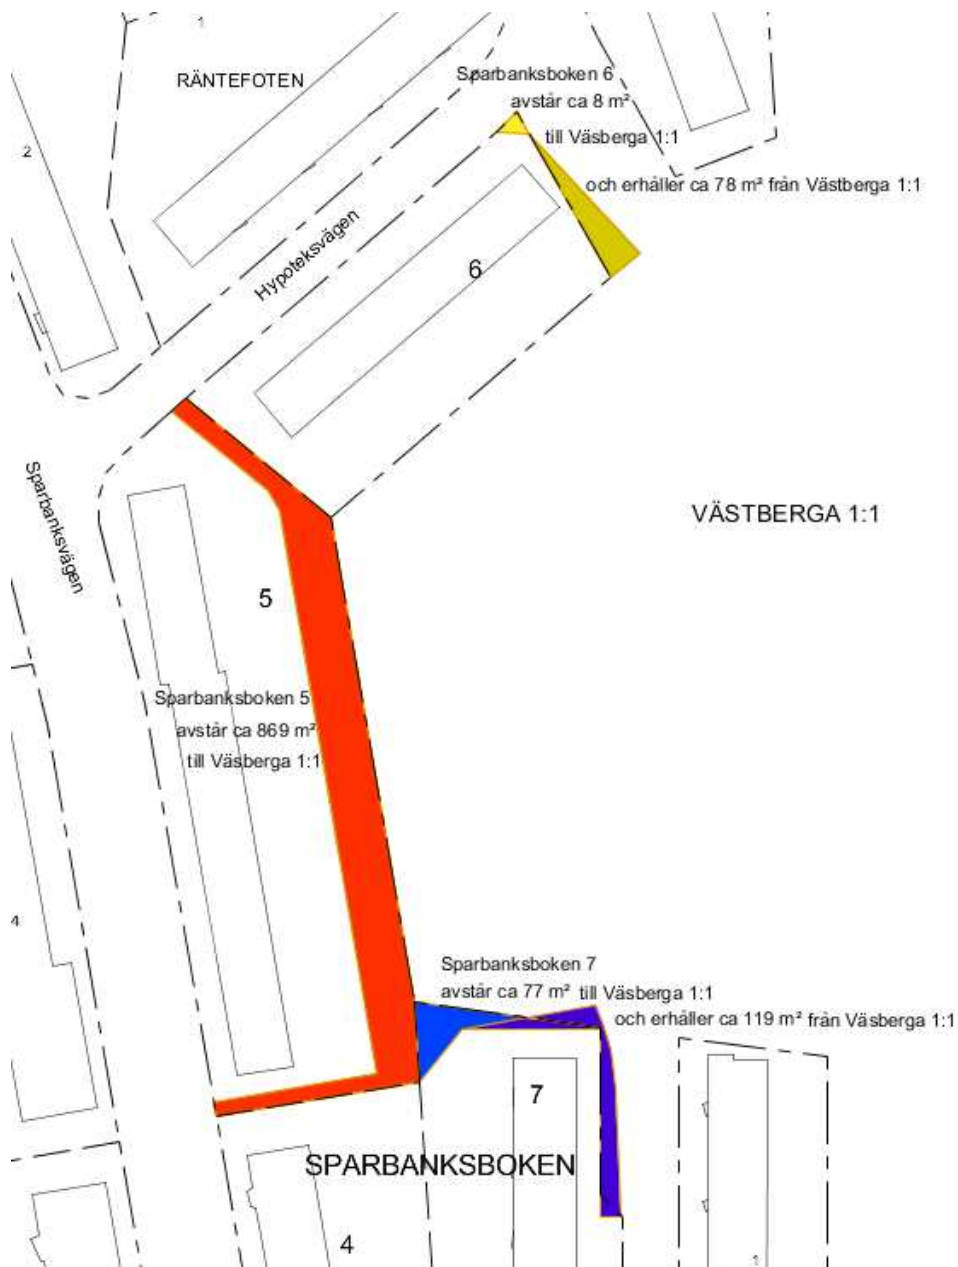 1
RÄNTEFOTEN
Sparbanksboken 6
avstår ca 8 m²
till Väsberga 1:1
2
och erhåller ca 78 m² från Västberga 1:1
Hypoteksvägen
6
Sparbanksvägen
VÄSTBERGA 1:1
5
Sparbanksboken 5
avstår ca 869 m²
till Väsberga 1:1
4
Sparbanksboken 7
avstår ca 77 m² till Väsberga 1:1
och erhåller ca 119 m² från Väsberga 1:1
7
SPARBANKSBOKEN
4
1